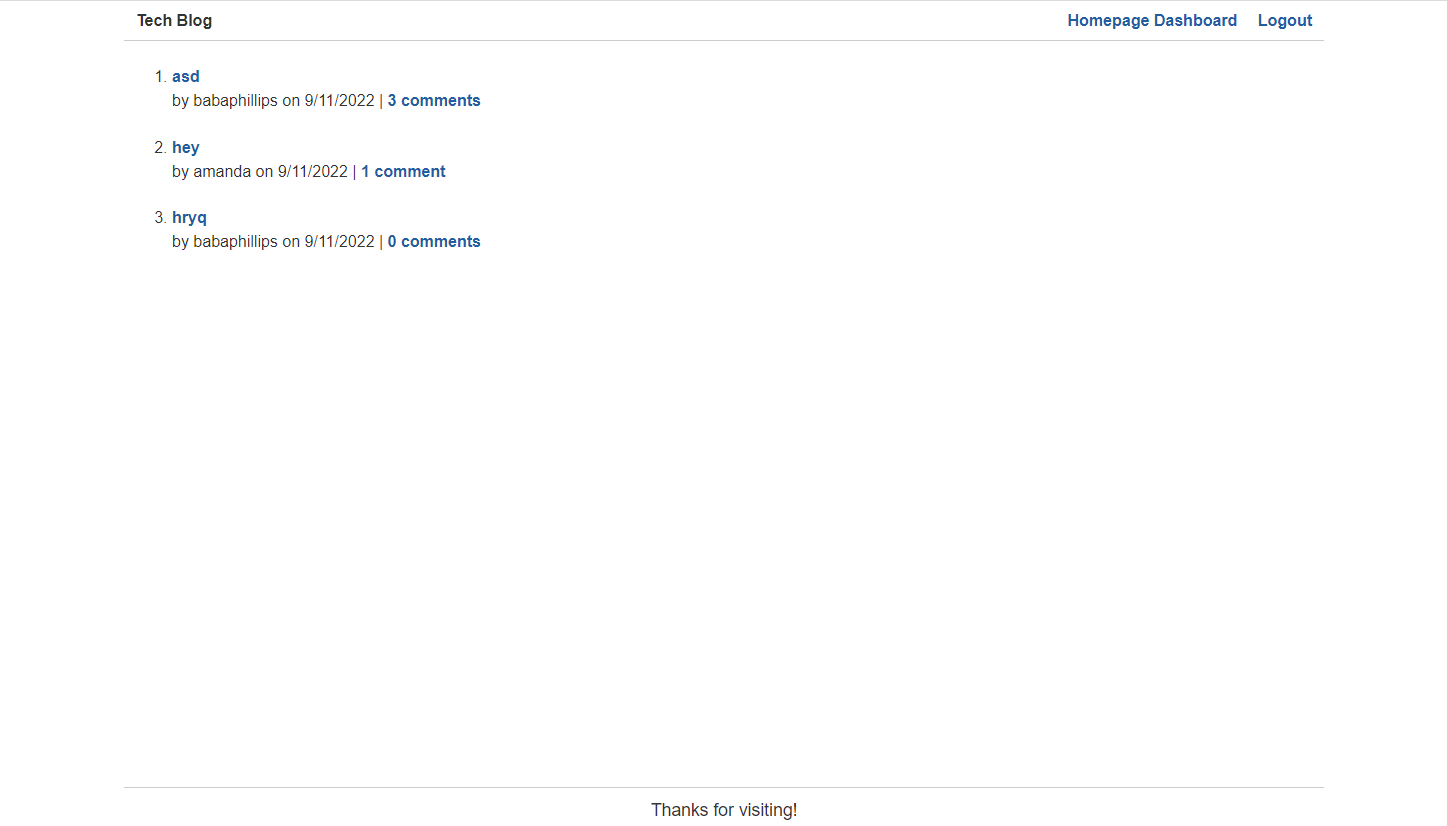 Tech Blog Homepage Dashboard Logout
1. asd
by babaphillips on 9/11/2022 | 3 comments
2. hey
by amanda on 9/11/2022 | 1 comment
3. hryq
by babaphillips on 9/11/2022 | 0 comments
Thanks for visiting!